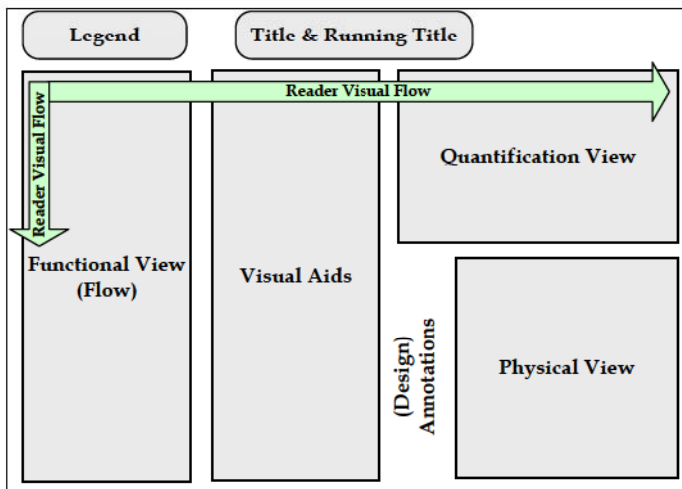 Legend
Title & Running Title
Reader Visual Flow
Reader Visual Flow
Quantification View
Functional View
(Flow)
Visual Aids
(Design)
Annotations
Physical View